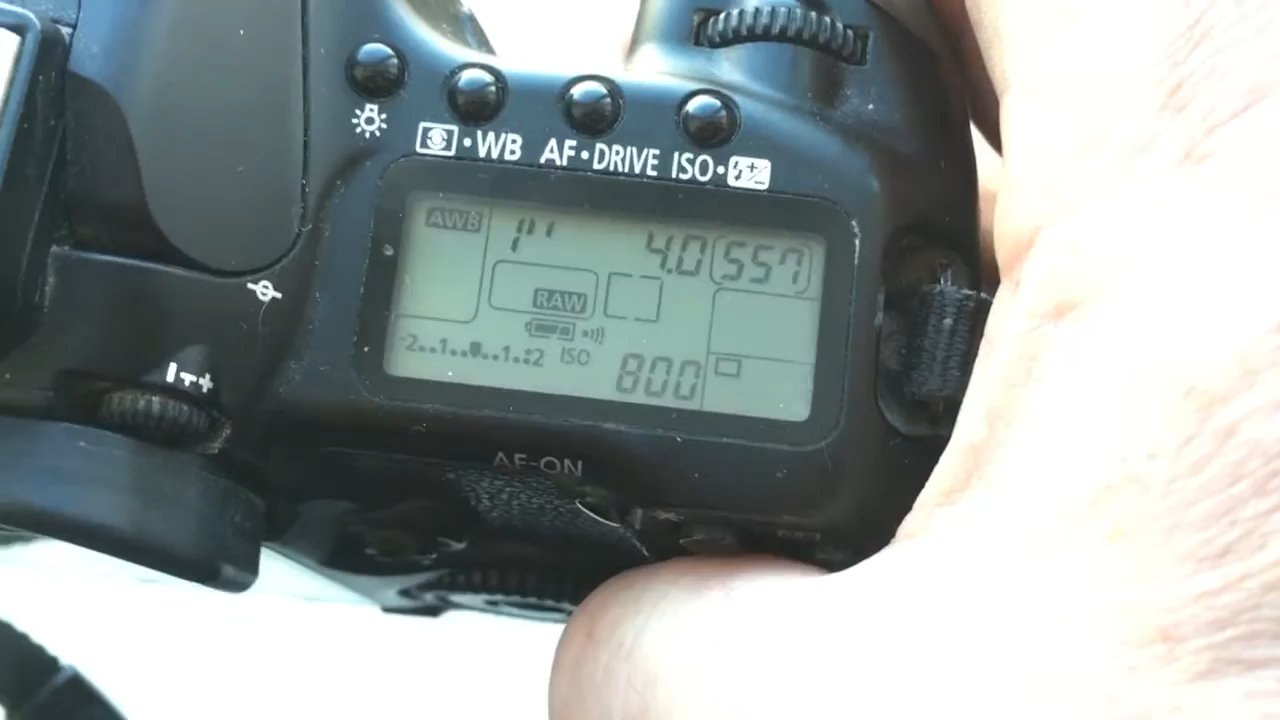 WB AF•DRIVE ISO•
AWB 1" 4.0 557
RAW
-2..1..0..1.:2 ISO 800
AF-ON